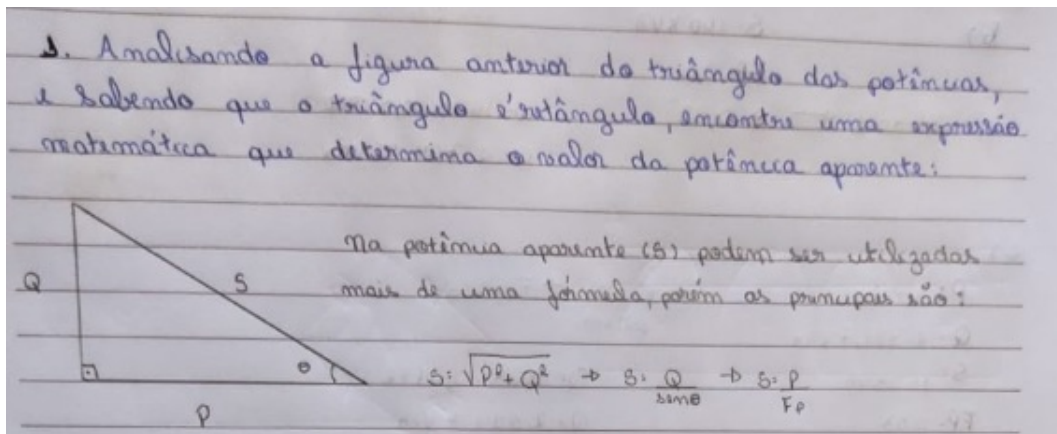 1. Analisando a figura anterior do triângulo das potências,
e sabendo que o triângulo é retângulo, encontre uma expressão
matemática que determina o valor da potência aparente:
Na potência aparente (S) podem ser utilizadas
Q S mais de uma fórmula, porém as principais são:
θ S = √P² + Q² → S = Q/senθ → S = P/Fp
P